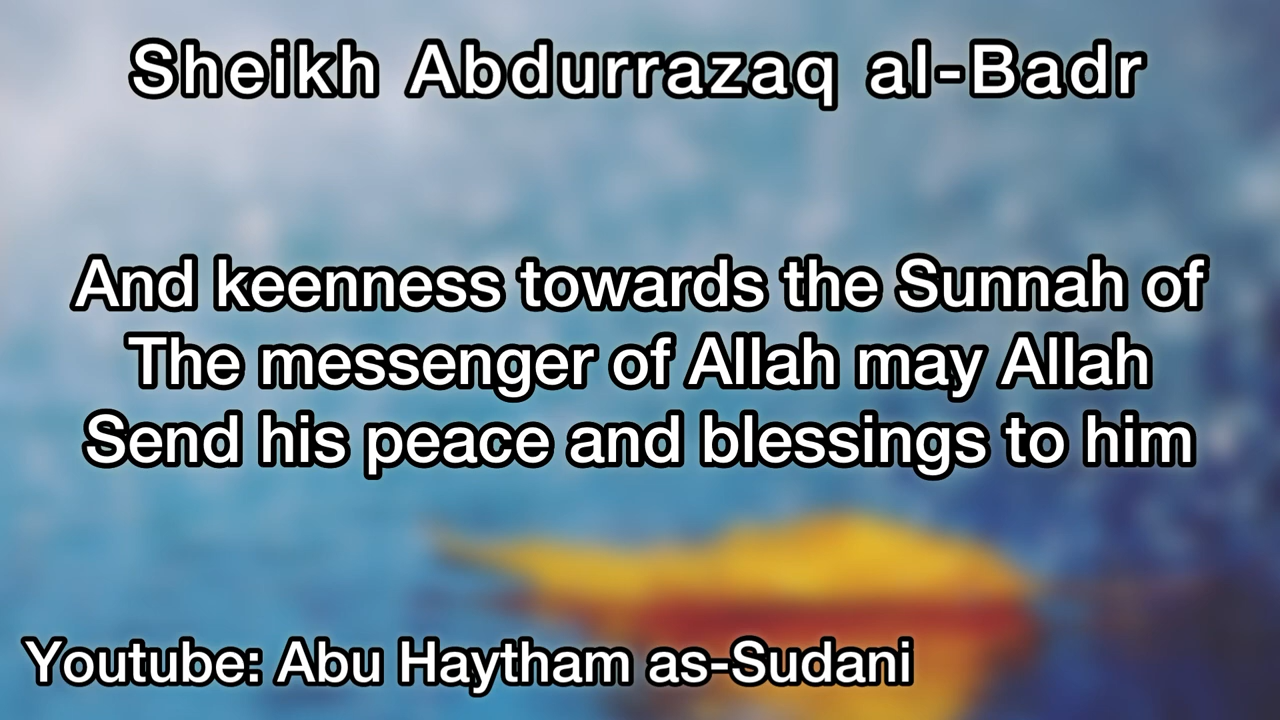 Sheikh Abdurrazaq al-Badr
And keenness towards the Sunnah of
The messenger of Allah may Allah
Send his peace and blessings to him
Youtube: Abu Haytham as-Sudani